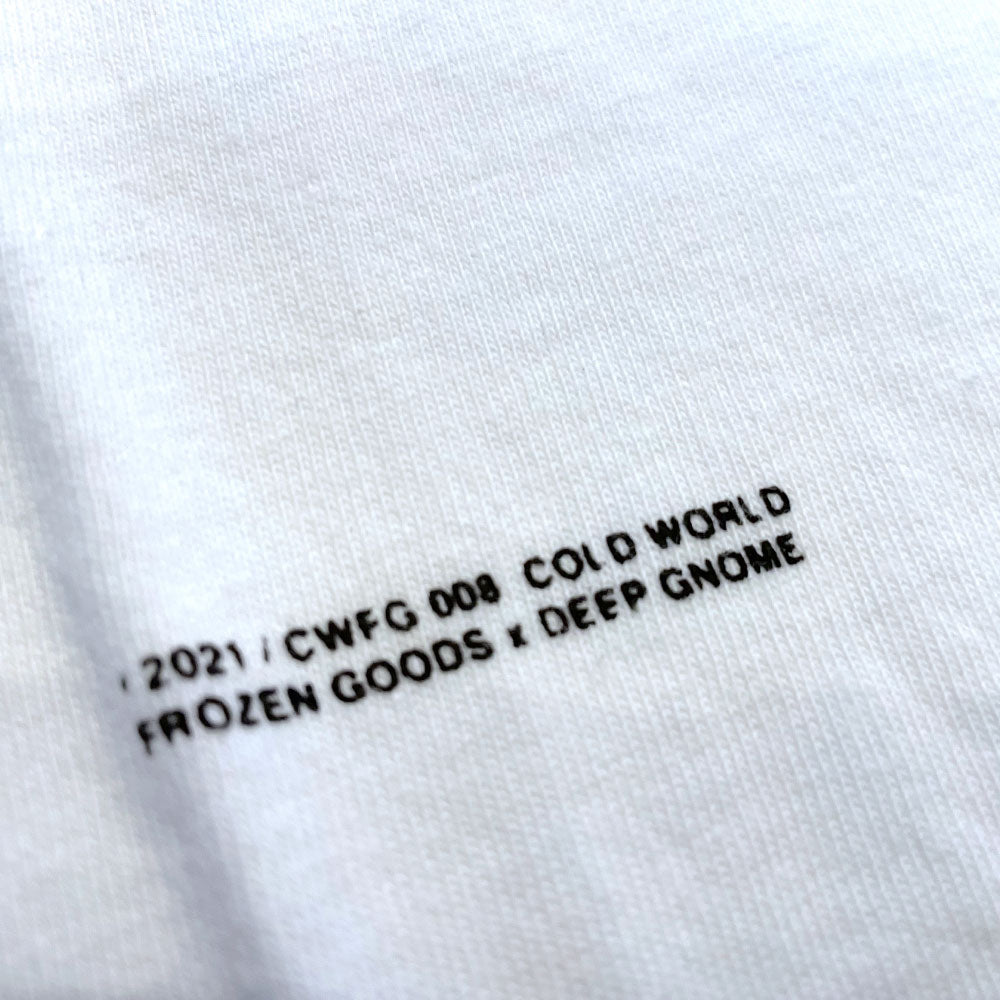 / 2021 / CWFG 008 COLD WORLD
FROZEN GOODS x DEEP GNOME